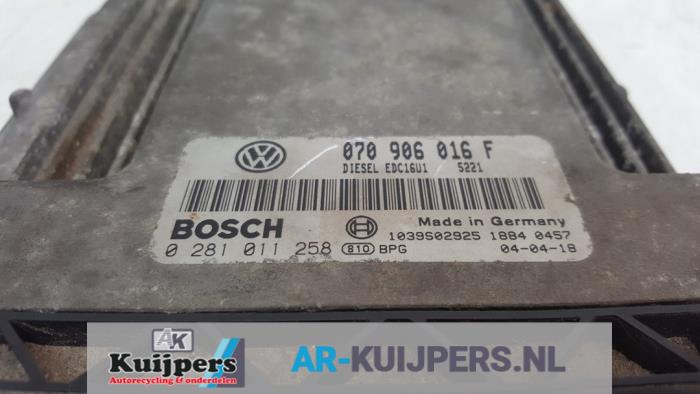 070 906 016 F
DIESEL EDC16U1 5221
BOSCH
Made in Germany
1039S02925 1884 0457
0 281 011 258 810 BPG 04-04-18
AK
Kuijpers
Autorecycling & onderdelen
AR-KUIJPERS.NL